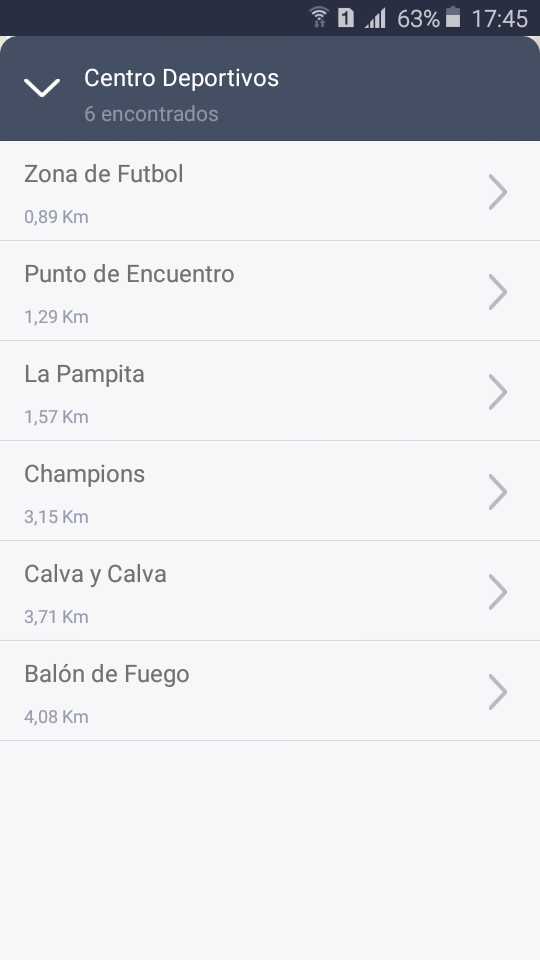 1 63% 17:45
Centro Deportivos
6 encontrados
Zona de Futbol
0,89 Km
Punto de Encuentro
1,29 Km
La Pampita
1,57 Km
Champions
3,15 Km
Calva y Calva
3,71 Km
Balón de Fuego
4,08 Km